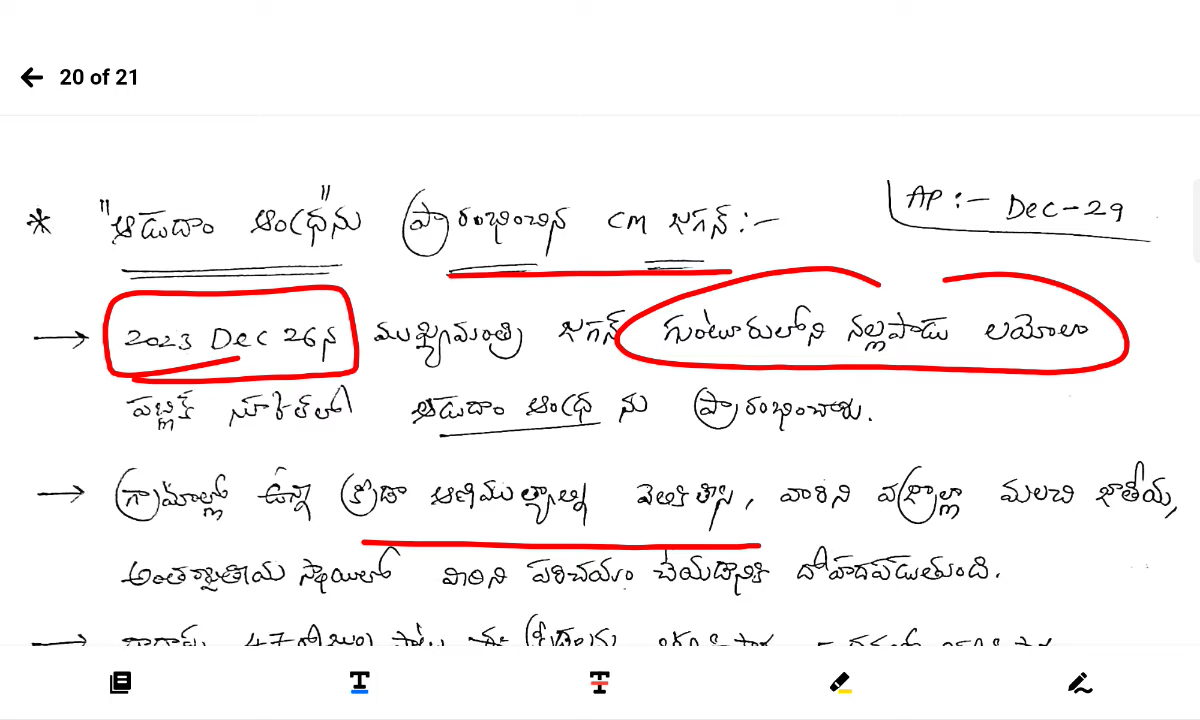 20 of 21
AP :- Dec-29
* "ఆడుదాం ఆంధ్ర"ను ప్రారంభించిన CM జగన్ :-
→ 2023 Dec 26న ముఖ్యమంత్రి జగన్ గుంటూరులోని నల్లపాడు లయోలా
పబ్లిక్ స్కూల్‌లో ఆడుదాం ఆంధ్ర ను ప్రారంభించారు.
→ గ్రామాల్లో ఉన్న క్రీడా ఆణిముత్యాల్ని వెలికితీసి, వారిని వజ్రాల్లా మలచి జాతీయ,
అంతర్జాతీయ స్థాయిలో వారిని పరిచయం చేయడానికి దోహదపడుతుంది.
→ 47రోజుల పాటు